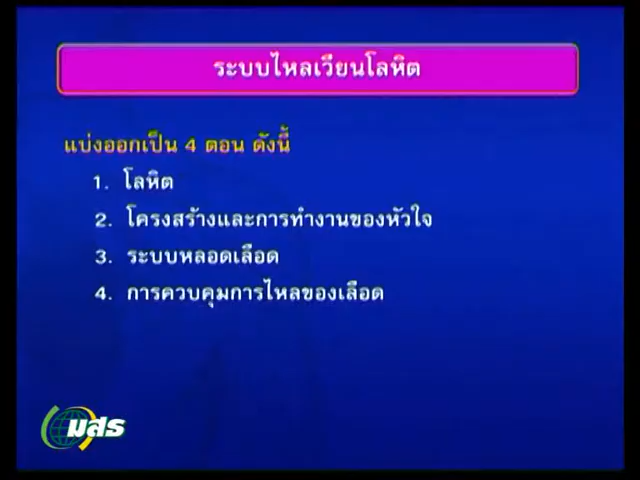 ระบบไหลเวียนโลหิต
แบ่งออกเป็น 4 ตอน ดังนี้
1. โลหิต
2. โครงสร้างและการทำงานของหัวใจ
3. ระบบหลอดเลือด
4. การควบคุมการไหลของเลือด
มสธ